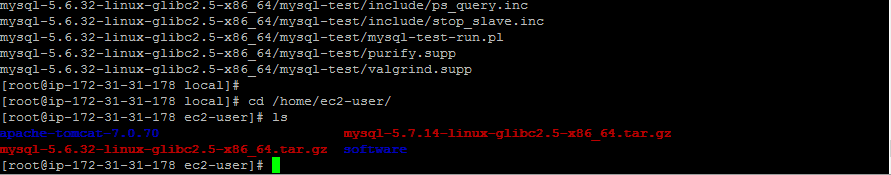 mysql-5.6.32-linux-glibc2.5-x86_64/mysql-test/include/ps_query.inc
mysql-5.6.32-linux-glibc2.5-x86_64/mysql-test/include/stop_slave.inc
mysql-5.6.32-linux-glibc2.5-x86_64/mysql-test/mysql-test-run.pl
mysql-5.6.32-linux-glibc2.5-x86_64/mysql-test/purify.supp
mysql-5.6.32-linux-glibc2.5-x86_64/mysql-test/valgrind.supp
[root@ip-172-31-31-178 local]#
[root@ip-172-31-31-178 local]# cd /home/ec2-user/
[root@ip-172-31-31-178 ec2-user]# ls
apache-tomcat-7.0.70 mysql-5.7.14-linux-glibc2.5-x86_64.tar.gz
mysql-5.6.32-linux-glibc2.5-x86_64.tar.gz software
[root@ip-172-31-31-178 ec2-user]#